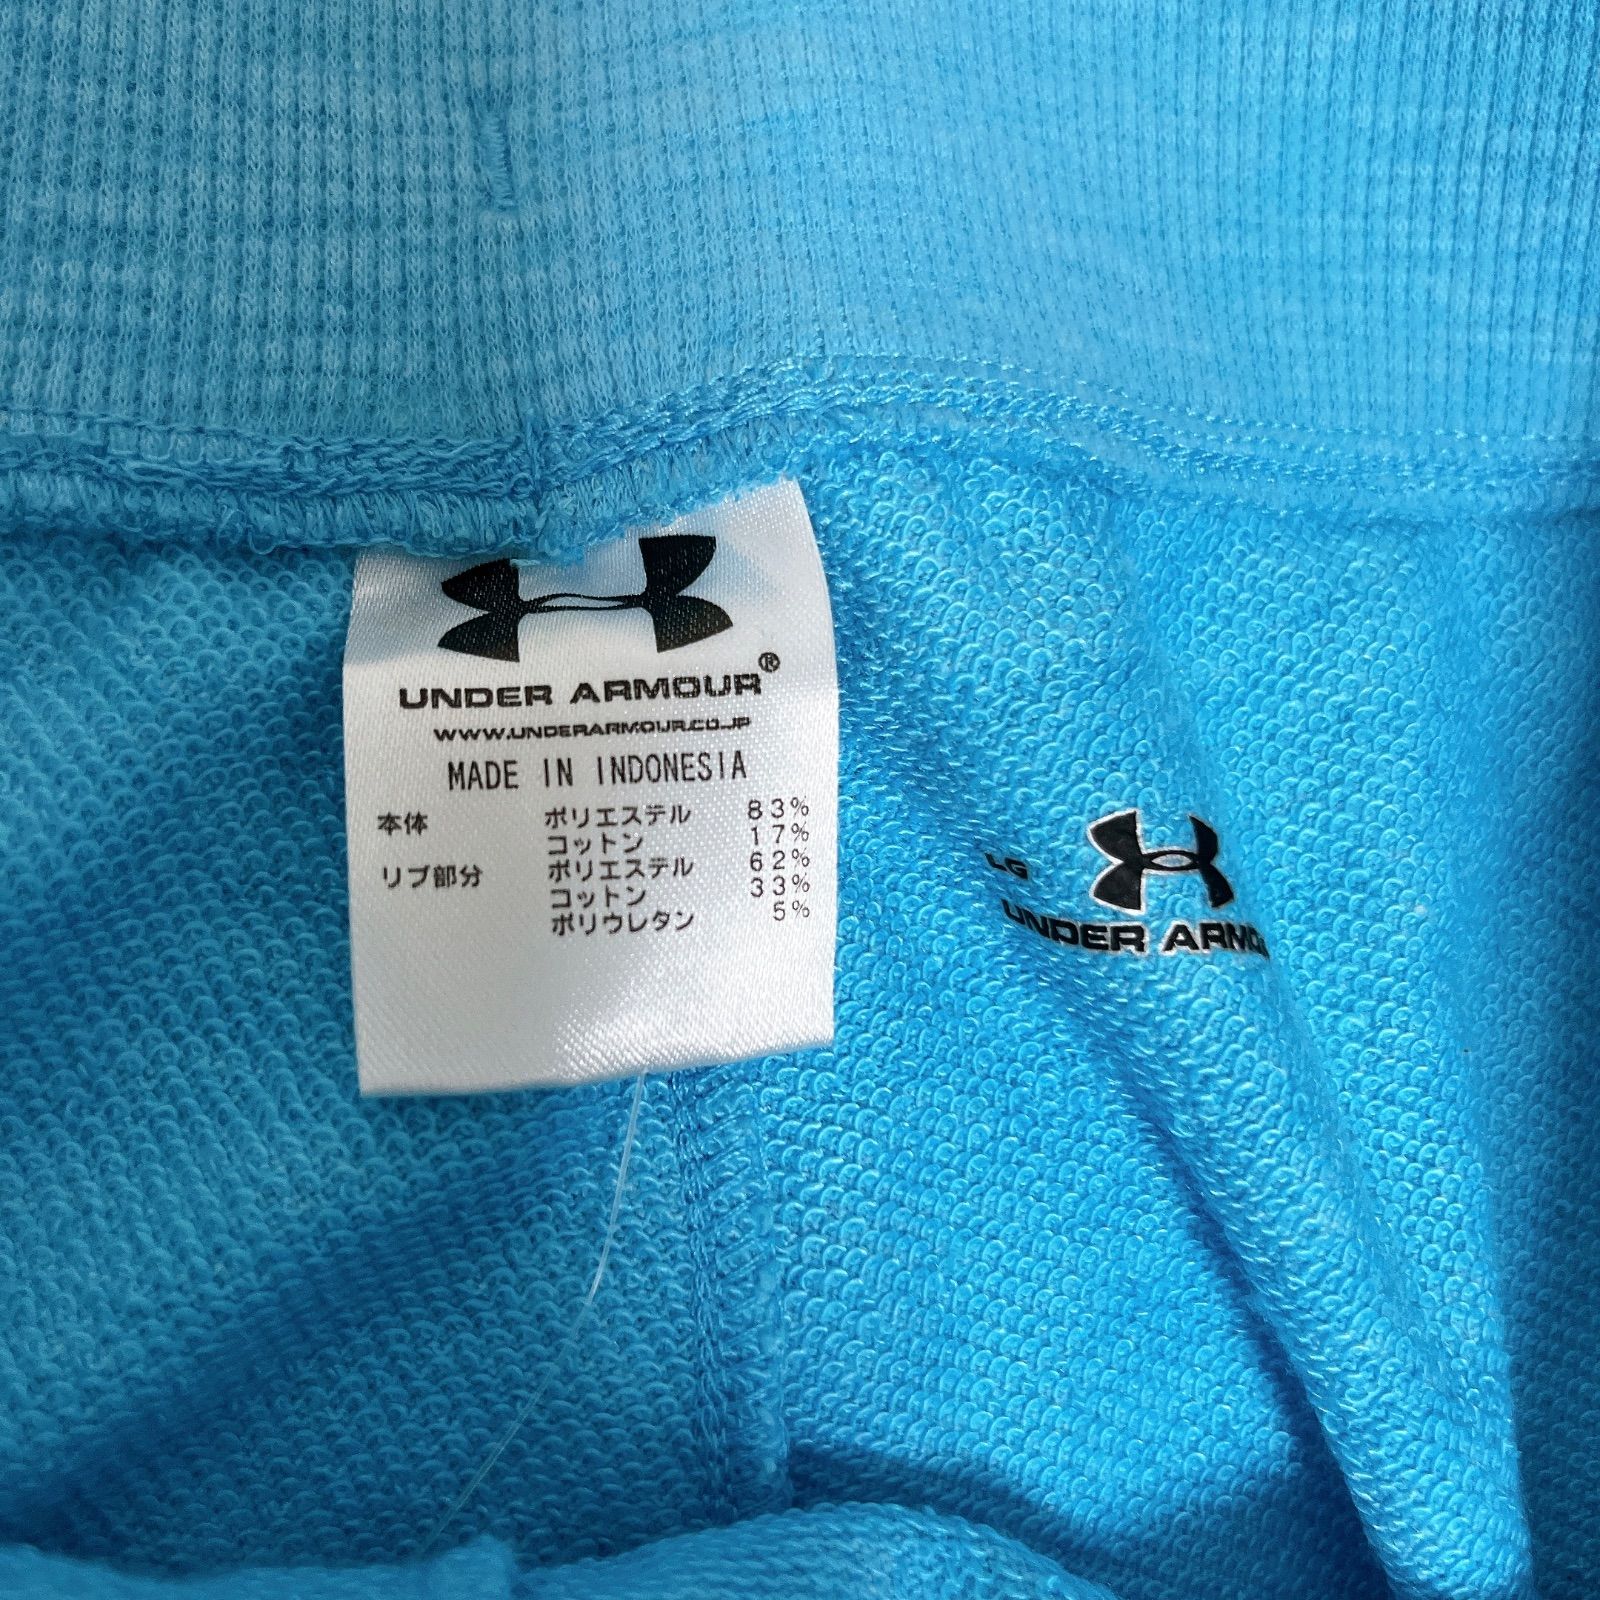 UNDER ARMOUR®
WWW.UNDERARMOUR.CO.JP
MADE IN INDONESIA
本体 ポリエステル 83%
コットン 17%
リブ部分 ポリエステル 62%
コットン 33%
ポリウレタン 5%
LG
UNDER ARMOU